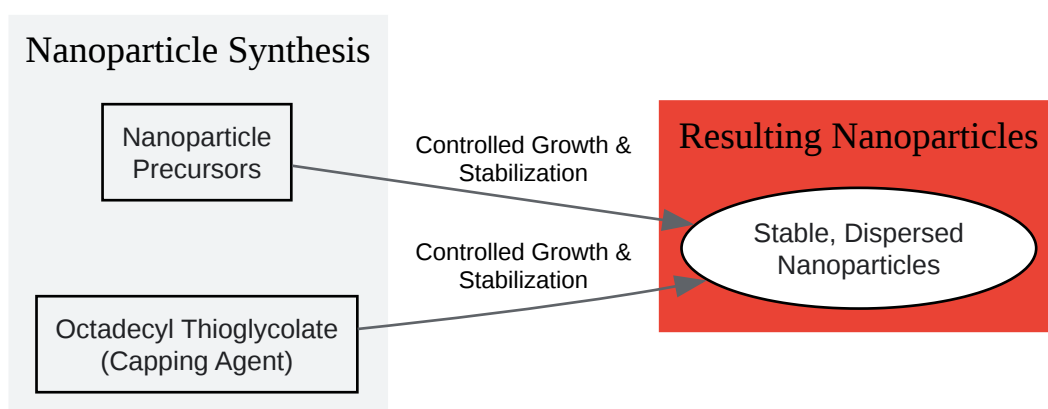 Nanoparticle Synthesis
Nanoparticle
Precursors
Octadecyl Thioglycolate
(Capping Agent)
Controlled Growth &
Stabilization
Controlled Growth &
Stabilization
Resulting Nanoparticles
Stable, Dispersed
Nanoparticles